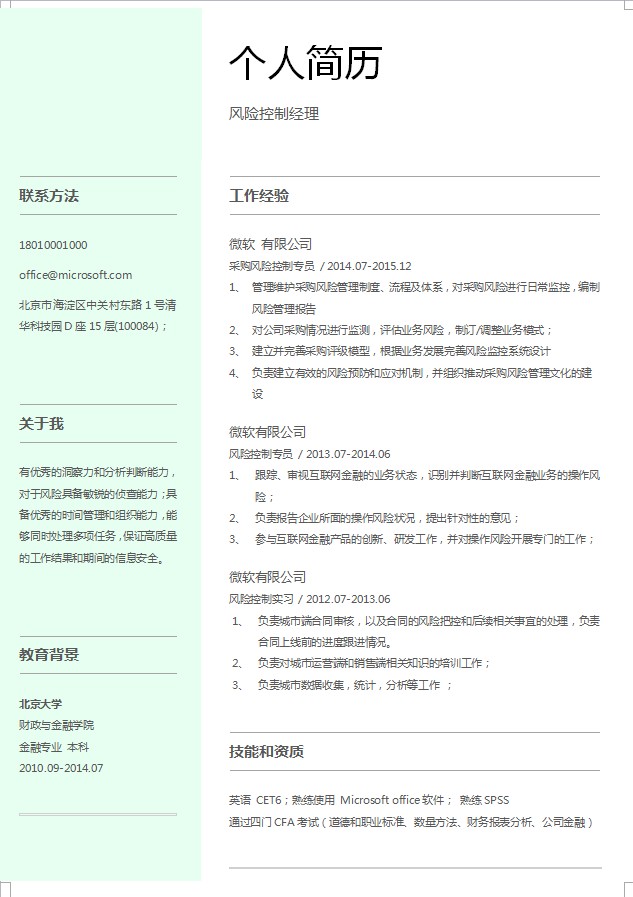 个人简历
风险控制经理
联系方法
18010001000
office@microsoft.com
北京市海淀区中关村东路 1 号清
华科技园 D 座 15 层(100084)；
关于我
有优秀的洞察力和分析判断能力，
对于风险具备敏锐的侦查能力；具
备优秀的时间管理和组织能力，能
够同时处理多项任务，保证高质量
的工作结果和期间的信息安全。
教育背景
北京大学
财政与金融学院
金融专业 本科
2010.09-2014.07
工作经验
微软 有限公司
采购风险控制专员 / 2014.07-2015.12
1、 管理维护采购风险管理制度、流程及体系，对采购风险进行日常监控，编制
风险管理报告
2、 对公司采购情况进行监测，评估业务风险，制订/调整业务模式；
3、 建立并完善采购评级模型，根据业务发展完善风险监控系统设计
4、 负责建立有效的风险预防和应对机制，并组织推动采购风险管理文化的建
设
微软有限公司
风险控制专员 / 2013.07-2014.06
1、 跟踪、审视互联网金融的业务状态，识别并判断互联网金融业务的操作风
险；
2、 负责报告企业所面的操作风险状况，提出针对性的意见；
3、 参与互联网金融产品的创新、研发工作，并对操作风险开展专门的工作；
微软有限公司
风险控制实习 / 2012.07-2013.06
1、 负责城市端合同审核，以及合同的风险把控和后续相关事宜的处理，负责
合同上线前的进度跟进情况。
2、 负责对城市运营端和销售端相关知识的培训工作；
3、 负责城市数据收集，统计，分析等工作 ；
技能和资质
英语 CET6；熟练使用 Microsoft office 软件； 熟练 SPSS
通过四门 CFA 考试（道德和职业标准、数量方法、财务报表分析、公司金融）